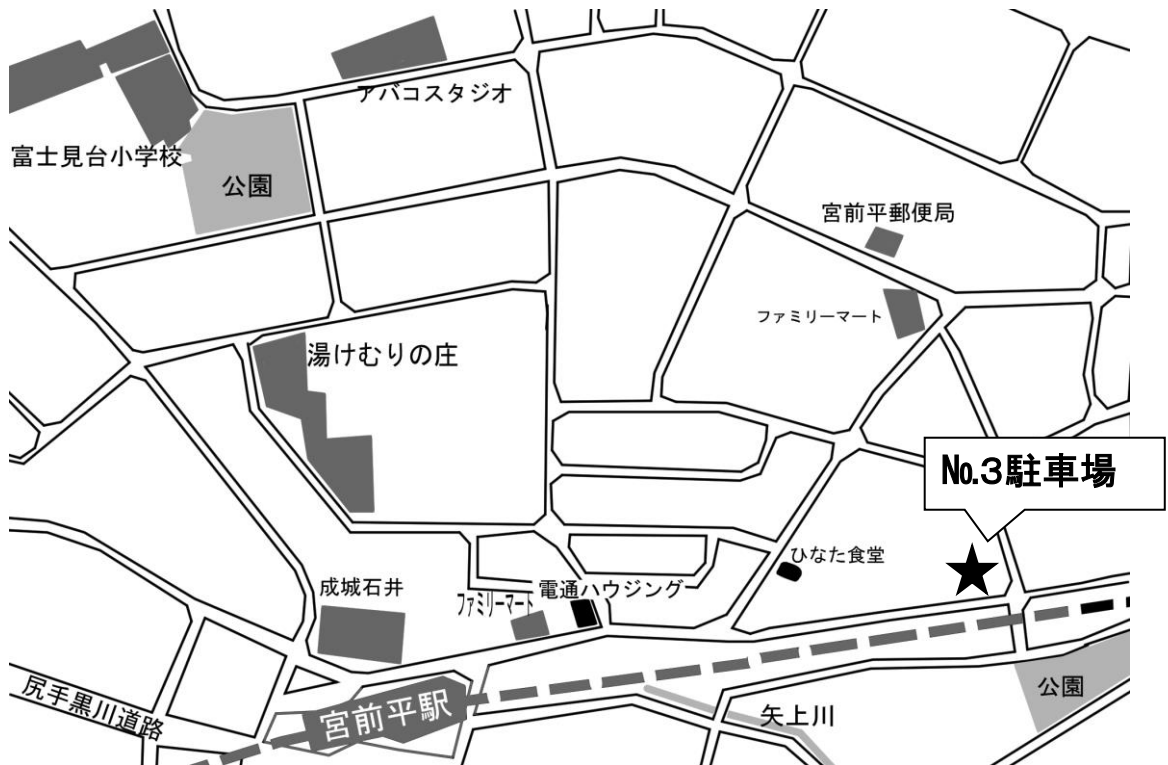 アバコスタジオ
富士見台小学校
公園
宮前平郵便局
ファミリーマート
湯けむりの庄
№.3駐車場
ひなた食堂
成城石井
電通ハウジング
ファミリーマート
公園
尻手黒川道路
宮前平駅
矢上川